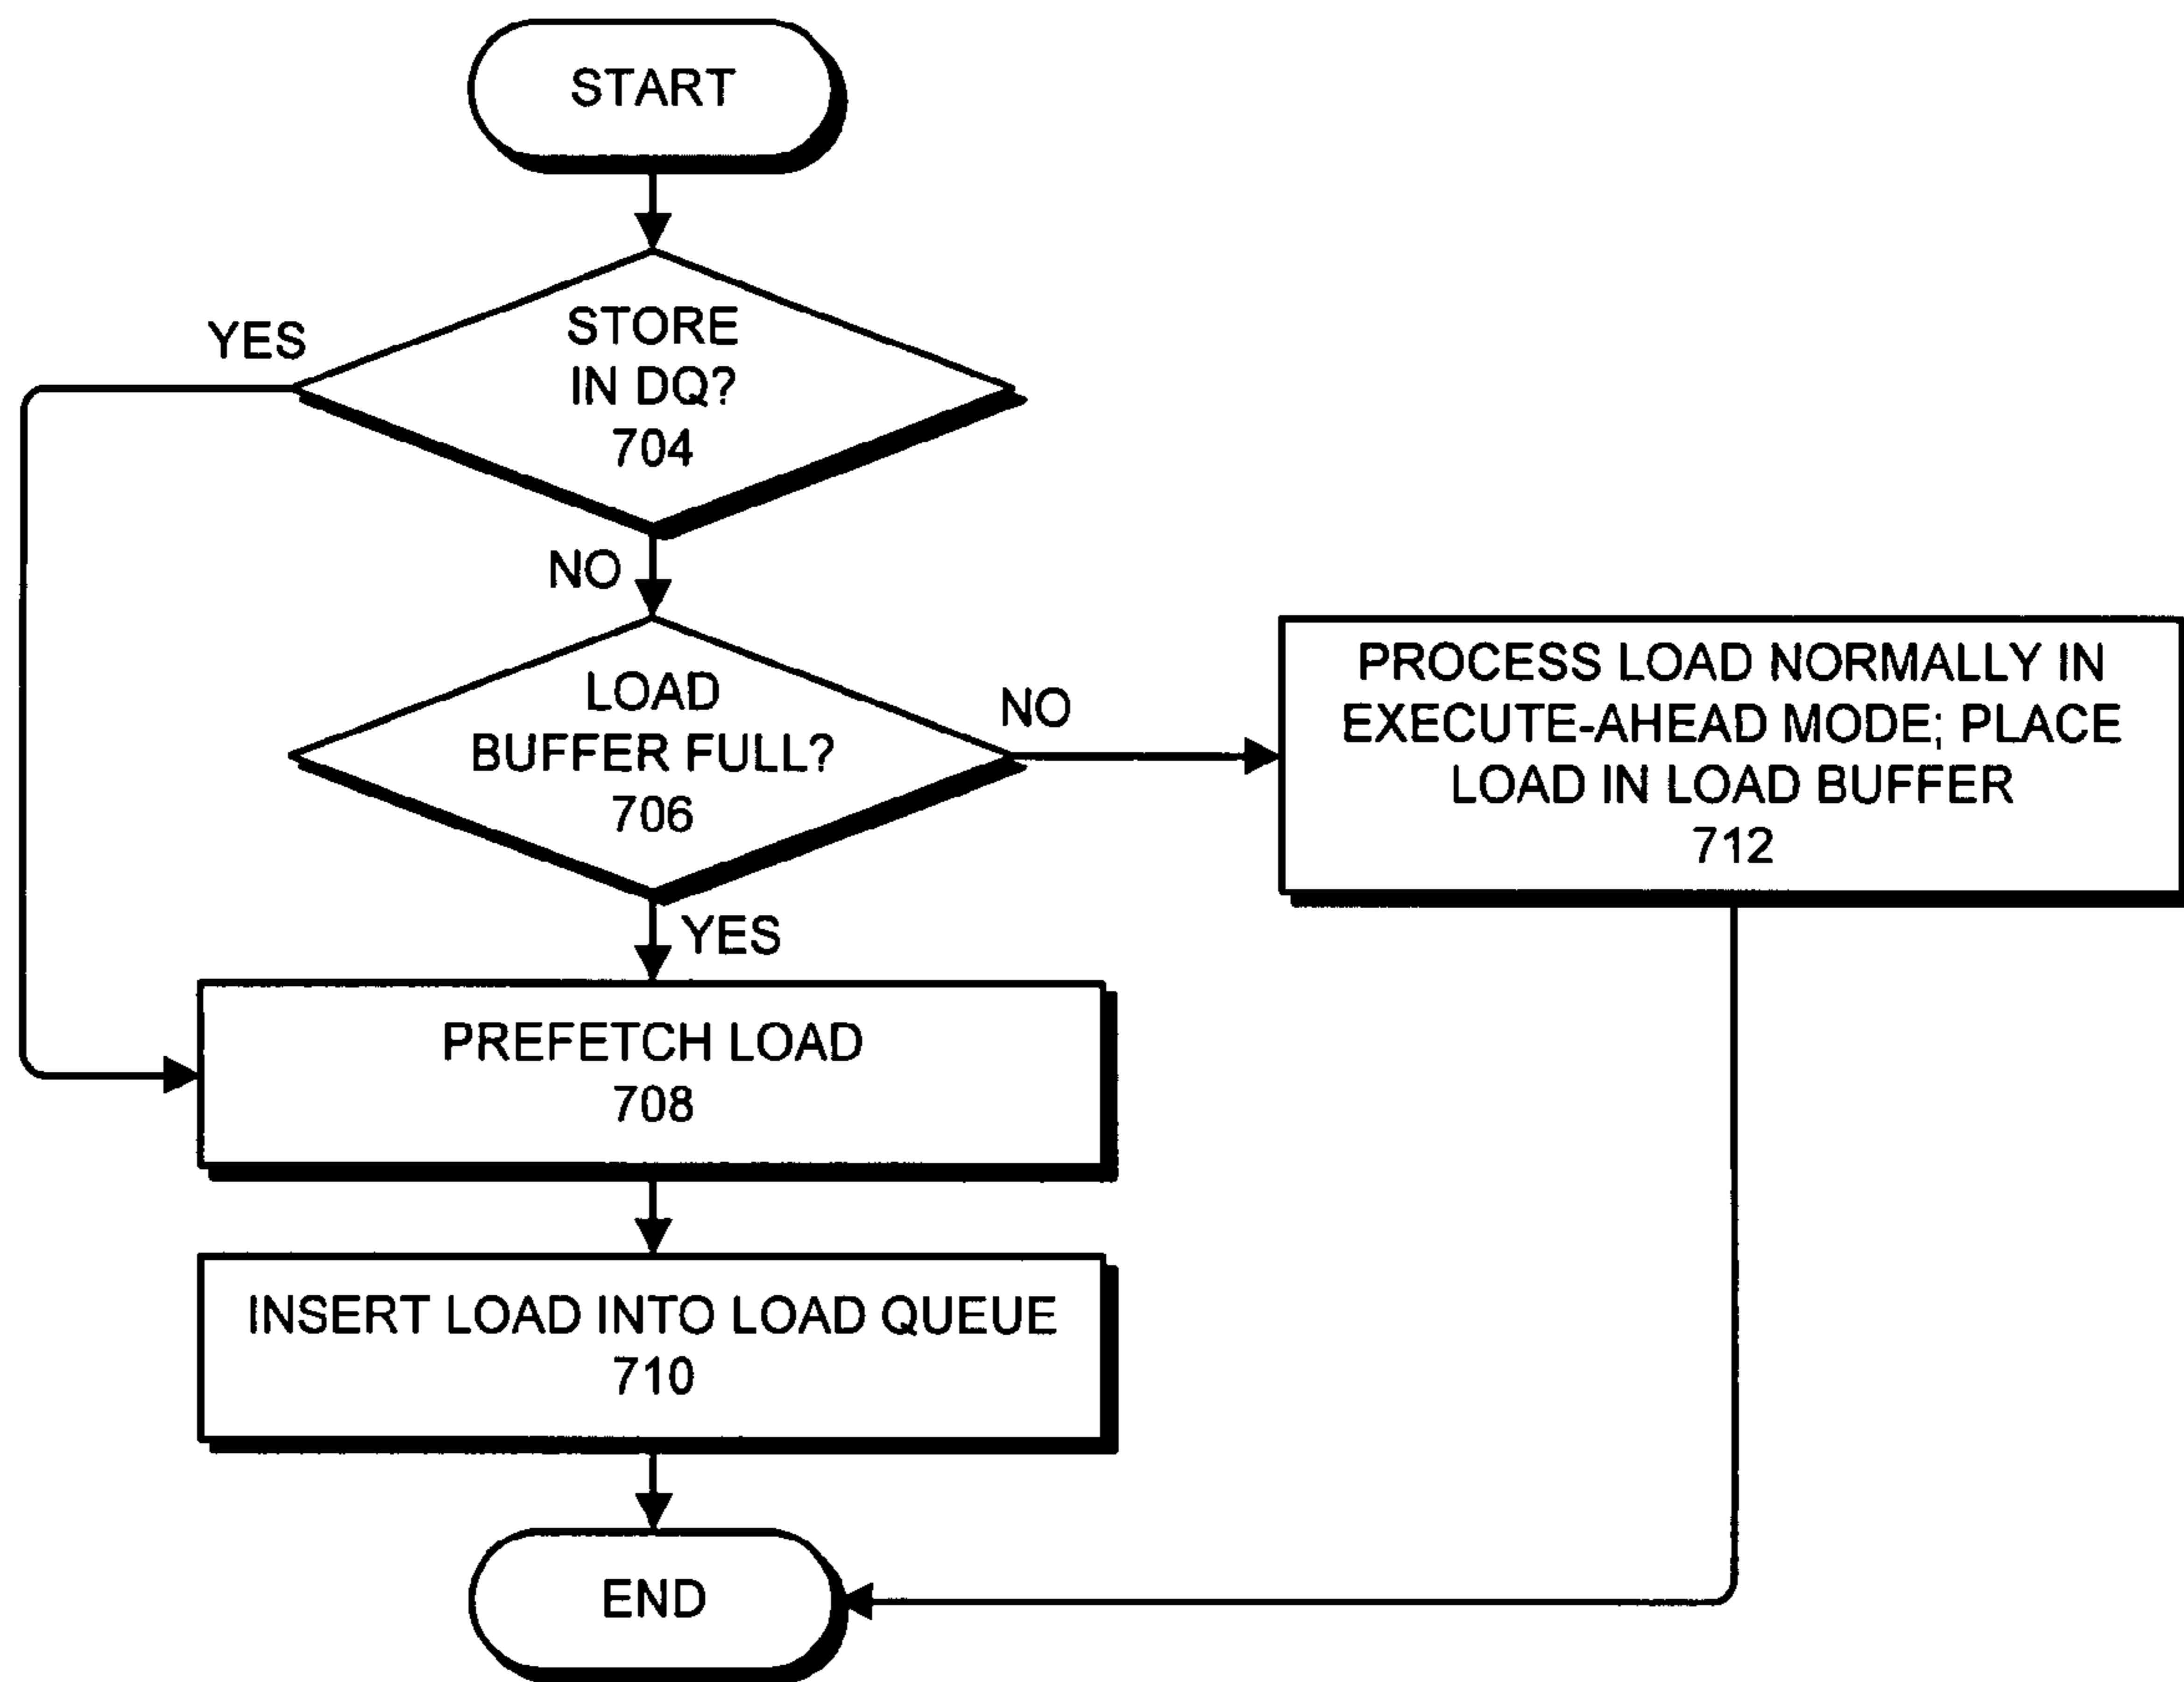 START
STORE
IN DQ?
704
YES
NO
LOAD
BUFFER FULL?
706
NO
PROCESS LOAD NORMALLY IN
EXECUTE-AHEAD MODE; PLACE
LOAD IN LOAD BUFFER
712
YES
PREFETCH LOAD
708
INSERT LOAD INTO LOAD QUEUE
710
END